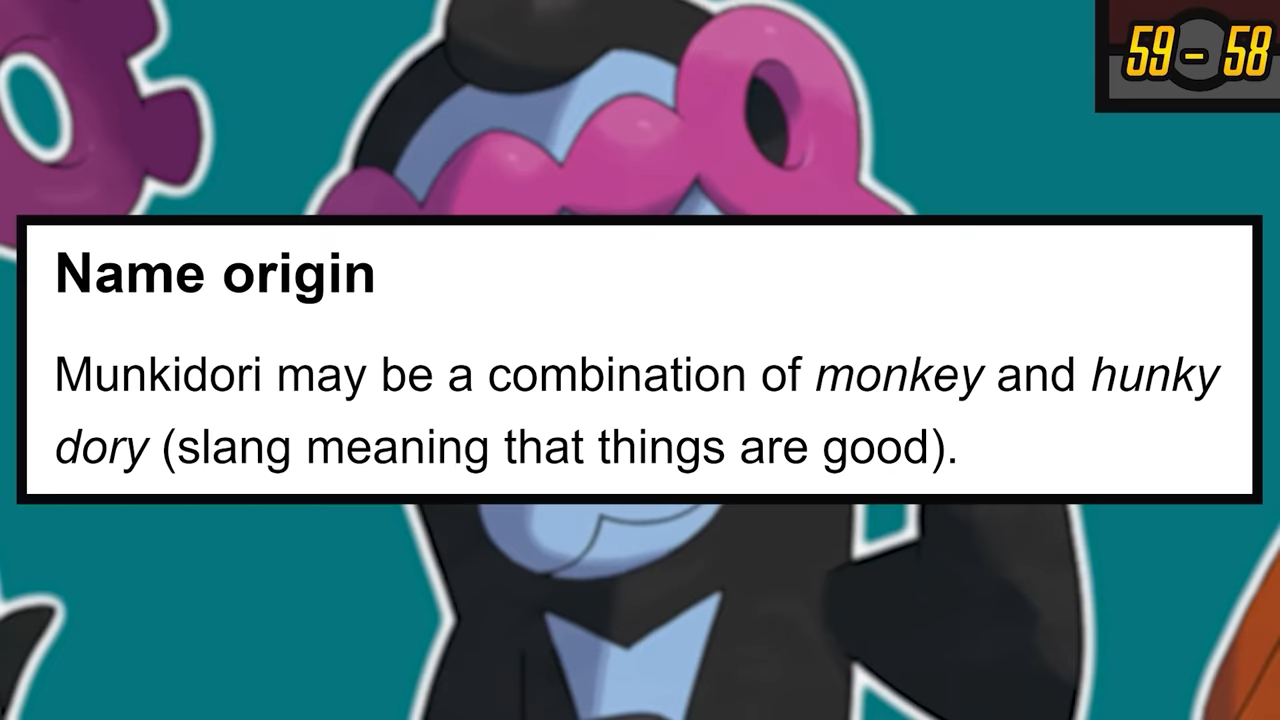 59 - 58
Name origin
Munkidori may be a combination of monkey and hunky
dory (slang meaning that things are good).